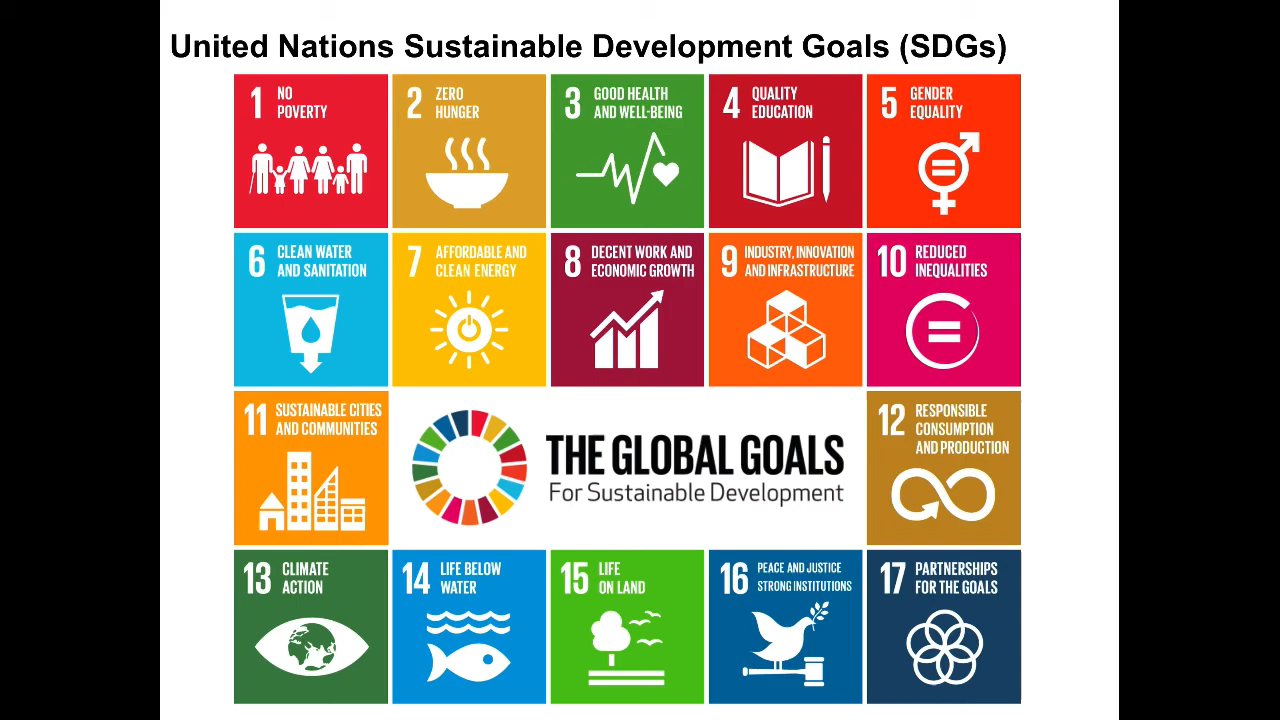 United Nations Sustainable Development Goals (SDGs)
1 NO
POVERTY
2 ZERO
HUNGER
3 GOOD HEALTH
AND WELL-BEING
4 QUALITY
EDUCATION
5 GENDER
EQUALITY
6 CLEAN WATER
AND SANITATION
7 AFFORDABLE AND
CLEAN ENERGY
8 DECENT WORK AND
ECONOMIC GROWTH
9 INDUSTRY, INNOVATION
AND INFRASTRUCTURE
10 REDUCED
INEQUALITIES
11 SUSTAINABLE CITIES
AND COMMUNITIES
THE GLOBAL GOALS
For Sustainable Development
12 RESPONSIBLE
CONSUMPTION
AND PRODUCTION
13 CLIMATE
ACTION
14 LIFE BELOW
WATER
15 LIFE
ON LAND
16 PEACE AND JUSTICE
STRONG INSTITUTIONS
17 PARTNERSHIPS
FOR THE GOALS